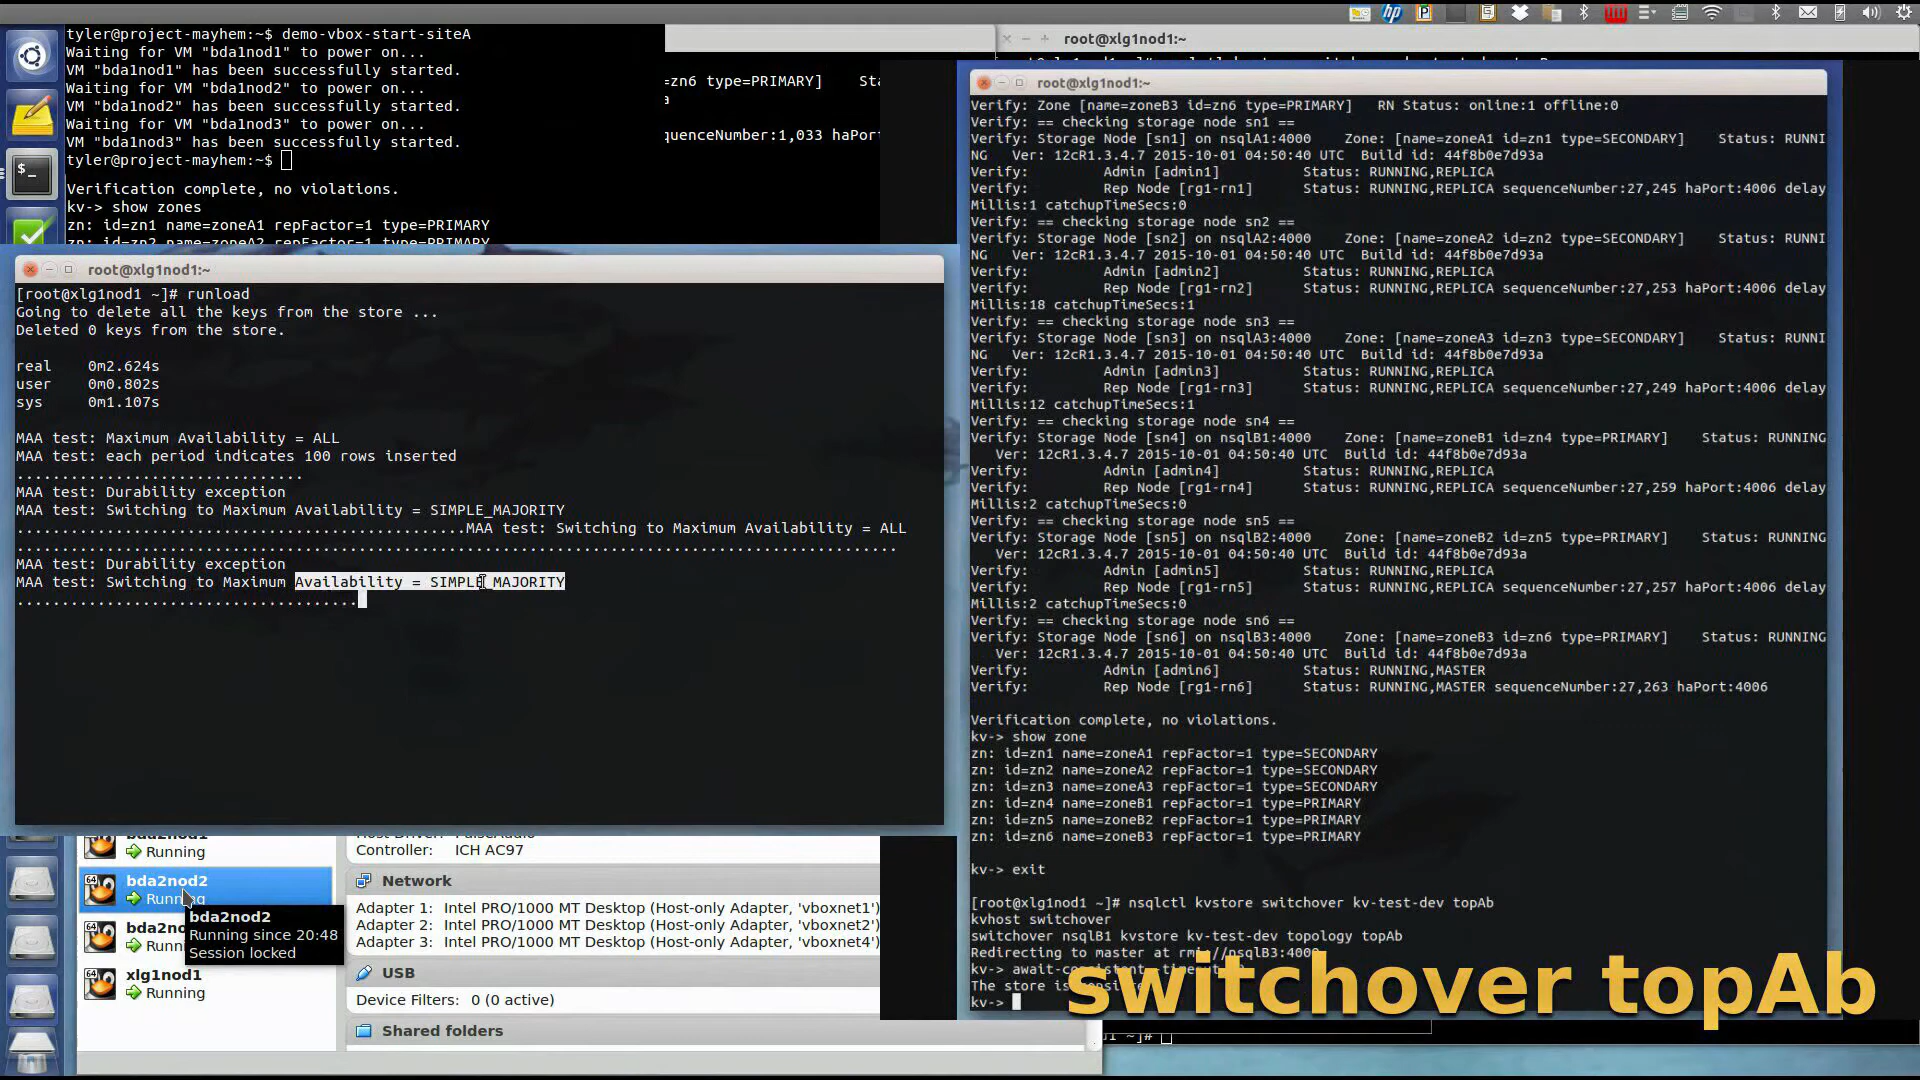 tyler@project-mayhem:~$ demo-vbox-start-siteA
Waiting for VM "bda1nod1" to power on...
VM "bda1nod1" has been successfully started.
Waiting for VM "bda1nod2" to power on...
VM "bda1nod2" has been successfully started.
Waiting for VM "bda1nod3" to power on...
VM "bda1nod3" has been successfully started.
tyler@project-mayhem:~$
Verification complete, no violations.
kv-> show zones
zn: id=zn1 name=zoneA1 repFactor=1 type=PRIMARY
zn: id=zn2 name=zoneA2 repFactor=1 type=PRIMARY
=zn6 type=PRIMARY] Sta
a
quenceNumber:1,033 haPort
root@xlg1nod1:~
root@xlg1nod1:~
[root@xlg1nod1 ~]# runload
Going to delete all the keys from the store ...
Deleted 0 keys from the store.
real 0m2.624s
user 0m0.802s
sys 0m1.107s
MAA test: Maximum Availability = ALL
MAA test: each period indicates 100 rows inserted
................................
MAA test: Durability exception
MAA test: Switching to Maximum Availability = SIMPLE_MAJORITY
..................................................MAA test: Switching to Maximum Availability = ALL
..................................................................................................
MAA test: Durability exception
MAA test: Switching to Maximum Availability = SIMPLE_MAJORITY
......................................
root@xlg1nod1:~
Verify: Zone [name=zoneB3 id=zn6 type=PRIMARY] RN Status: online:1 offline:0
Verify: == checking storage node sn1 ==
Verify: Storage Node [sn1] on nsqlA1:4000 Zone: [name=zoneA1 id=zn1 type=SECONDARY] Status: RUNNI
NG Ver: 12cR1.3.4.7 2015-10-01 04:50:40 UTC Build id: 44f8b0e7d93a
Verify: Admin [admin1] Status: RUNNING,REPLICA
Verify: Rep Node [rg1-rn1] Status: RUNNING,REPLICA sequenceNumber:27,245 haPort:4006 delay
Millis:1 catchupTimeSecs:0
Verify: == checking storage node sn2 ==
Verify: Storage Node [sn2] on nsqlA2:4000 Zone: [name=zoneA2 id=zn2 type=SECONDARY] Status: RUNNI
NG Ver: 12cR1.3.4.7 2015-10-01 04:50:40 UTC Build id: 44f8b0e7d93a
Verify: Admin [admin2] Status: RUNNING,REPLICA
Verify: Rep Node [rg1-rn2] Status: RUNNING,REPLICA sequenceNumber:27,253 haPort:4006 delay
Millis:18 catchupTimeSecs:1
Verify: == checking storage node sn3 ==
Verify: Storage Node [sn3] on nsqlA3:4000 Zone: [name=zoneA3 id=zn3 type=SECONDARY] Status: RUNNI
NG Ver: 12cR1.3.4.7 2015-10-01 04:50:40 UTC Build id: 44f8b0e7d93a
Verify: Admin [admin3] Status: RUNNING,REPLICA
Verify: Rep Node [rg1-rn3] Status: RUNNING,REPLICA sequenceNumber:27,249 haPort:4006 delay
Millis:12 catchupTimeSecs:1
Verify: == checking storage node sn4 ==
Verify: Storage Node [sn4] on nsqlB1:4000 Zone: [name=zoneB1 id=zn4 type=PRIMARY] Status: RUNNING
Ver: 12cR1.3.4.7 2015-10-01 04:50:40 UTC Build id: 44f8b0e7d93a
Verify: Admin [admin4] Status: RUNNING,REPLICA
Verify: Rep Node [rg1-rn4] Status: RUNNING,REPLICA sequenceNumber:27,259 haPort:4006 delay
Millis:2 catchupTimeSecs:0
Verify: == checking storage node sn5 ==
Verify: Storage Node [sn5] on nsqlB2:4000 Zone: [name=zoneB2 id=zn5 type=PRIMARY] Status: RUNNING
Ver: 12cR1.3.4.7 2015-10-01 04:50:40 UTC Build id: 44f8b0e7d93a
Verify: Admin [admin5] Status: RUNNING,REPLICA
Verify: Rep Node [rg1-rn5] Status: RUNNING,REPLICA sequenceNumber:27,257 haPort:4006 delay
Millis:2 catchupTimeSecs:0
Verify: == checking storage node sn6 ==
Verify: Storage Node [sn6] on nsqlB3:4000 Zone: [name=zoneB3 id=zn6 type=PRIMARY] Status: RUNNING
Ver: 12cR1.3.4.7 2015-10-01 04:50:40 UTC Build id: 44f8b0e7d93a
Verify: Admin [admin6] Status: RUNNING,MASTER
Verify: Rep Node [rg1-rn6] Status: RUNNING,MASTER sequenceNumber:27,263 haPort:4006
Verification complete, no violations.
kv-> show zone
zn: id=zn1 name=zoneA1 repFactor=1 type=SECONDARY
zn: id=zn2 name=zoneA2 repFactor=1 type=SECONDARY
zn: id=zn3 name=zoneA3 repFactor=1 type=SECONDARY
zn: id=zn4 name=zoneB1 repFactor=1 type=PRIMARY
zn: id=zn5 name=zoneB2 repFactor=1 type=PRIMARY
zn: id=zn6 name=zoneB3 repFactor=1 type=PRIMARY
kv-> exit
[root@xlg1nod1 ~]# nsqlctl kvstore switchover kv-test-dev topAb
kvhost switchover
switchover nsqlB1 kvstore kv-test-dev topology topAb
Redirecting to master at rmi://nsqlB3:4000
kv-> await-consistent
The store is
kv->
switchover topAb
bda2nod1
Running
bda2nod2
Running
bda2no
Runni
xlg1nod1
Running
bda2nod2
Running since 20:48
Session locked
Controller: ICH AC97
Network
Adapter 1: Intel PRO/1000 MT Desktop (Host-only Adapter, 'vboxnet1')
Adapter 2: Intel PRO/1000 MT Desktop (Host-only Adapter, 'vboxnet2')
Adapter 3: Intel PRO/1000 MT Desktop (Host-only Adapter, 'vboxnet4')
USB
Device Filters: 0 (0 active)
Shared folders
~]#